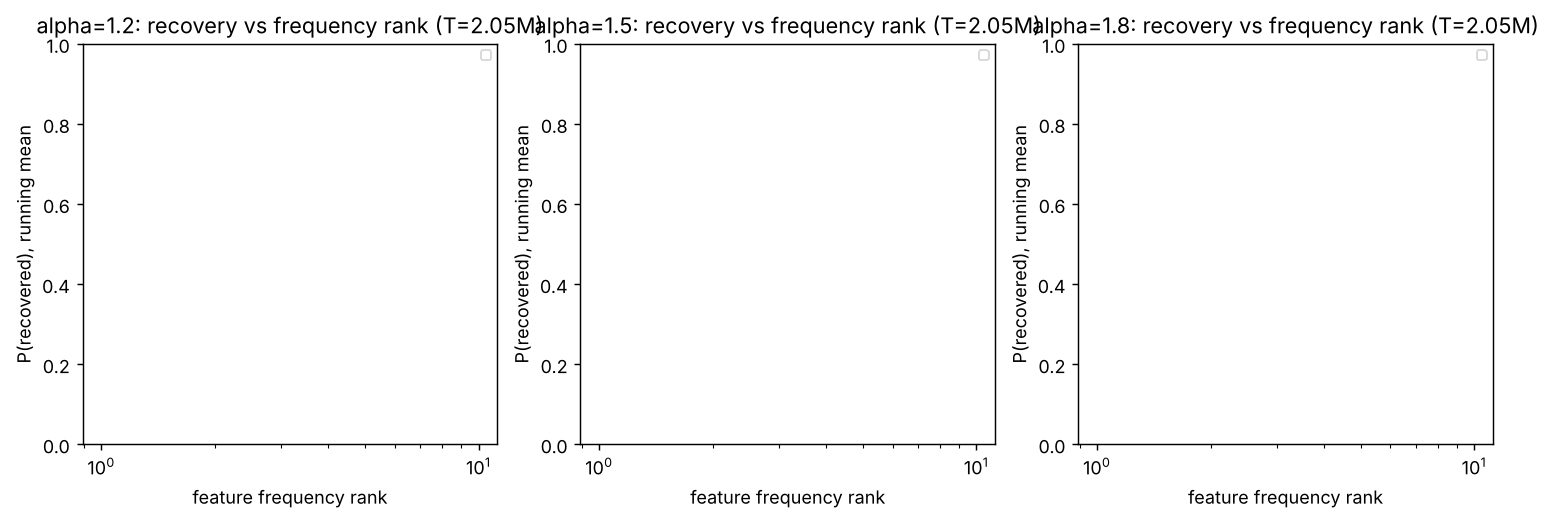 alpha=1.2: recovery vs frequency rank (T=2.05M)
1.0
0.8
0.6
0.4
0.2
0.0
P(recovered), running mean
10⁰
10¹
feature frequency rank
alpha=1.5: recovery vs frequency rank (T=2.05M)
1.0
0.8
0.6
0.4
0.2
0.0
P(recovered), running mean
10⁰
10¹
feature frequency rank
alpha=1.8: recovery vs frequency rank (T=2.05M)
1.0
0.8
0.6
0.4
0.2
0.0
P(recovered), running mean
10⁰
10¹
feature frequency rank